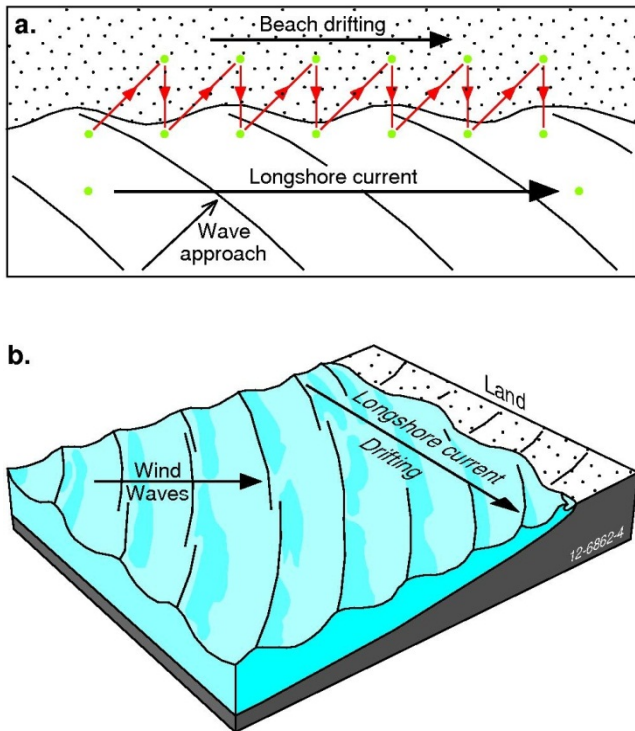 a.
Beach drifting
Longshore current
Wave
approach
b.
Land
Longshore current
Drifting
Wind
Waves
12-6862-4